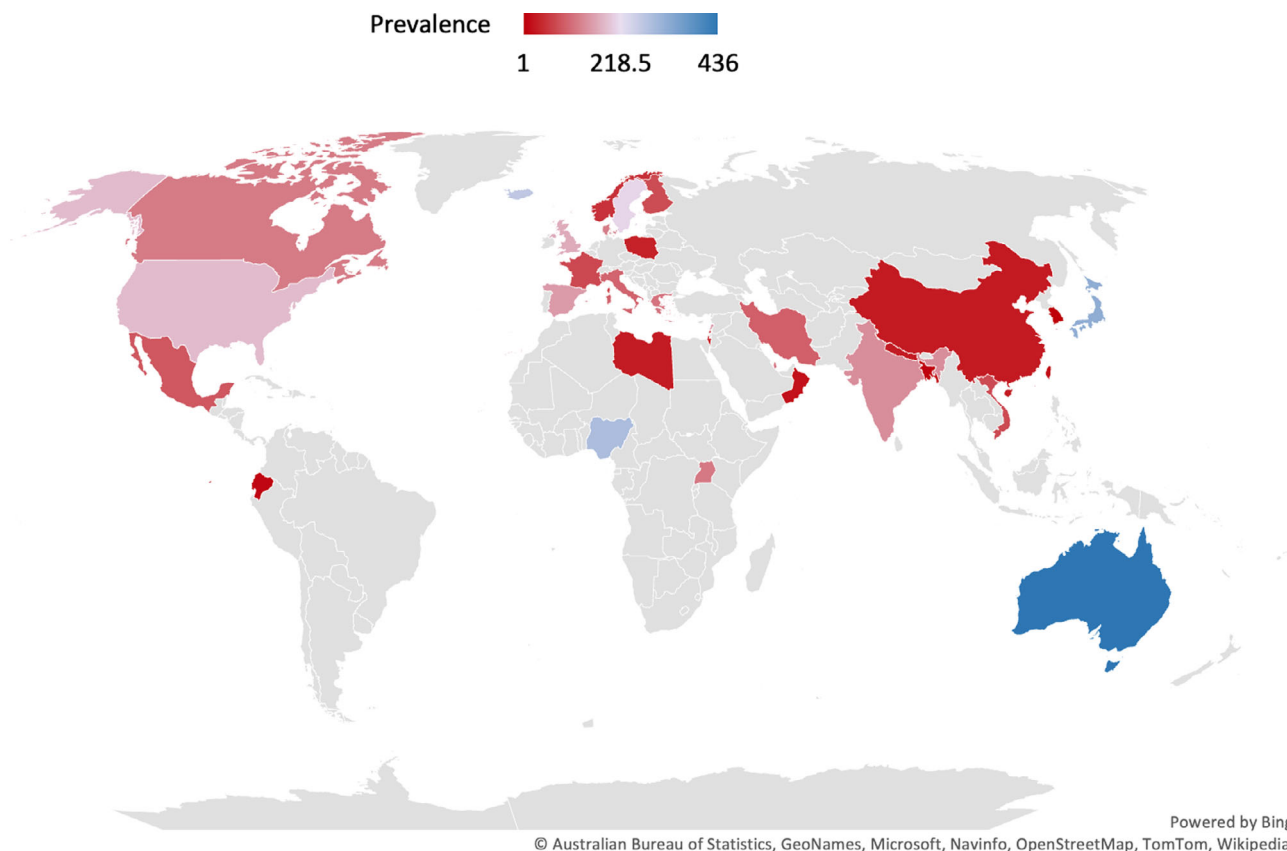 Prevalence
1 218.5 436
Powered by Bing
© Australian Bureau of Statistics, GeoNames, Microsoft, Navinfo, OpenStreetMap, TomTom, Wikipedia